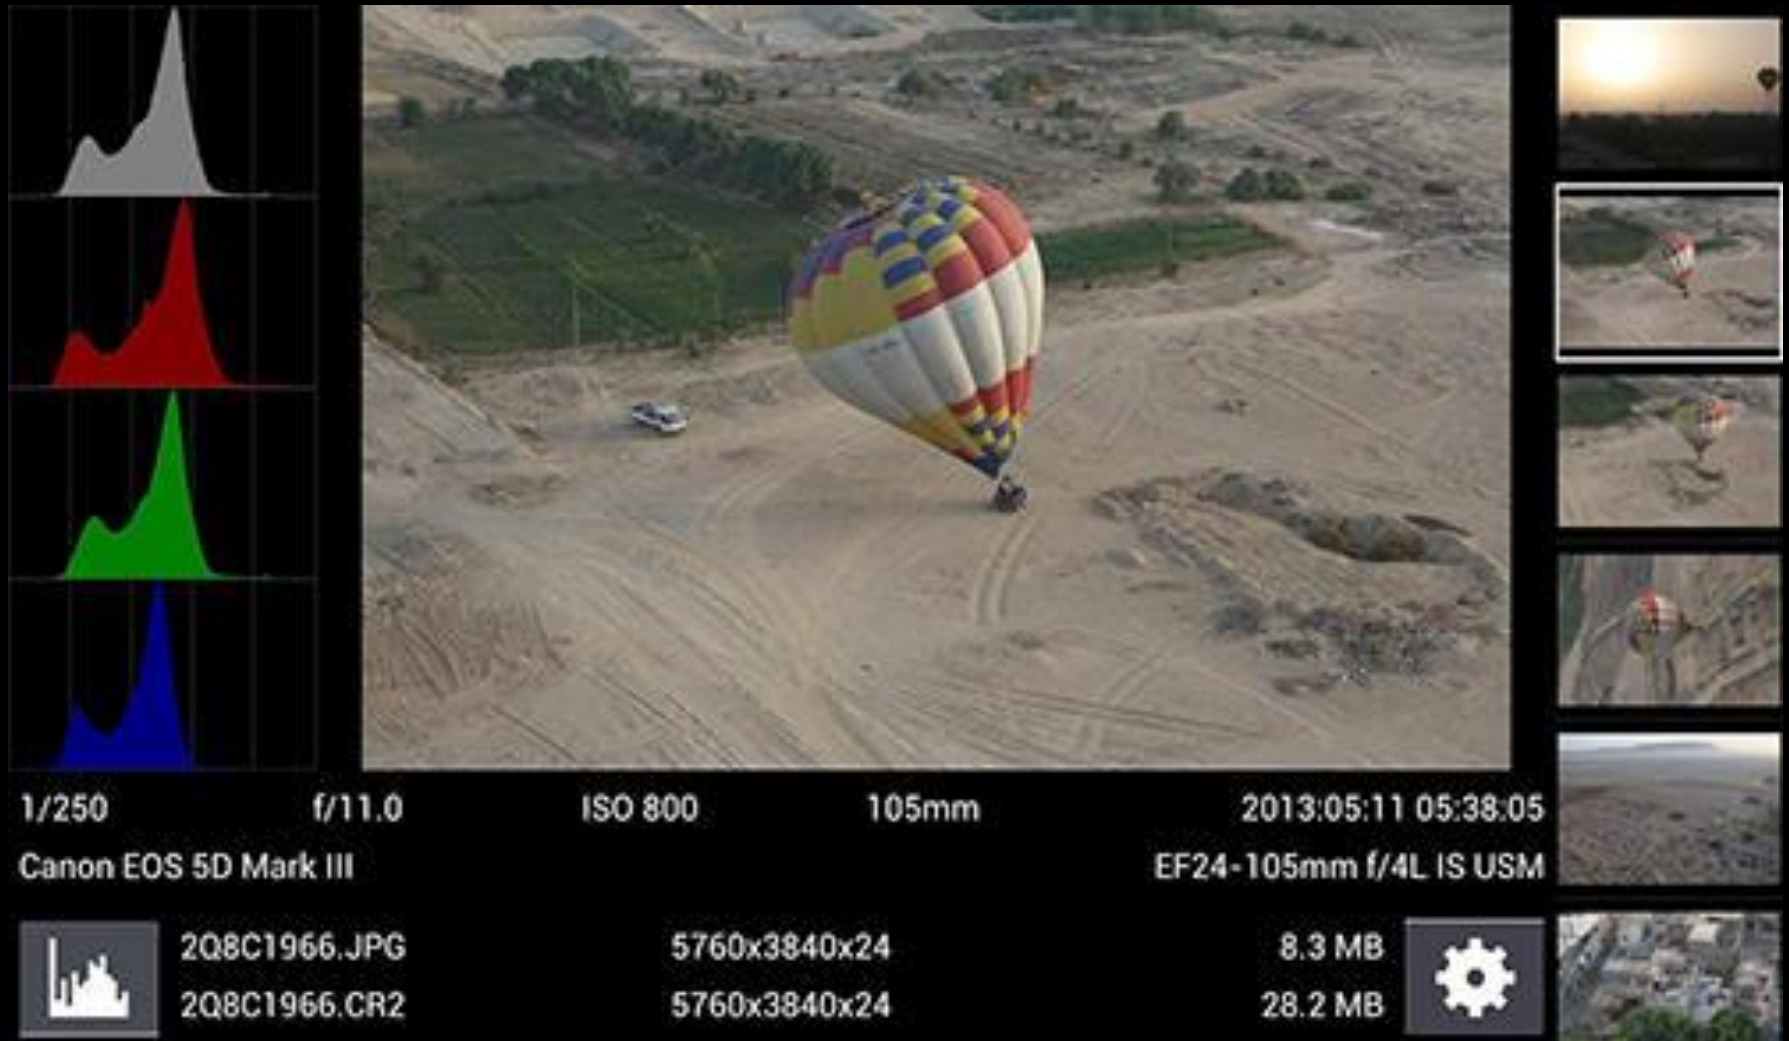 1/250 f/11.0 ISO 800 105mm 2013:05:11 05:38:05
Canon EOS 5D Mark III EF24-105mm f/4L IS USM
2Q8C1966.JPG 5760x3840x24 8.3 MB
2Q8C1966.CR2 5760x3840x24 28.2 MB